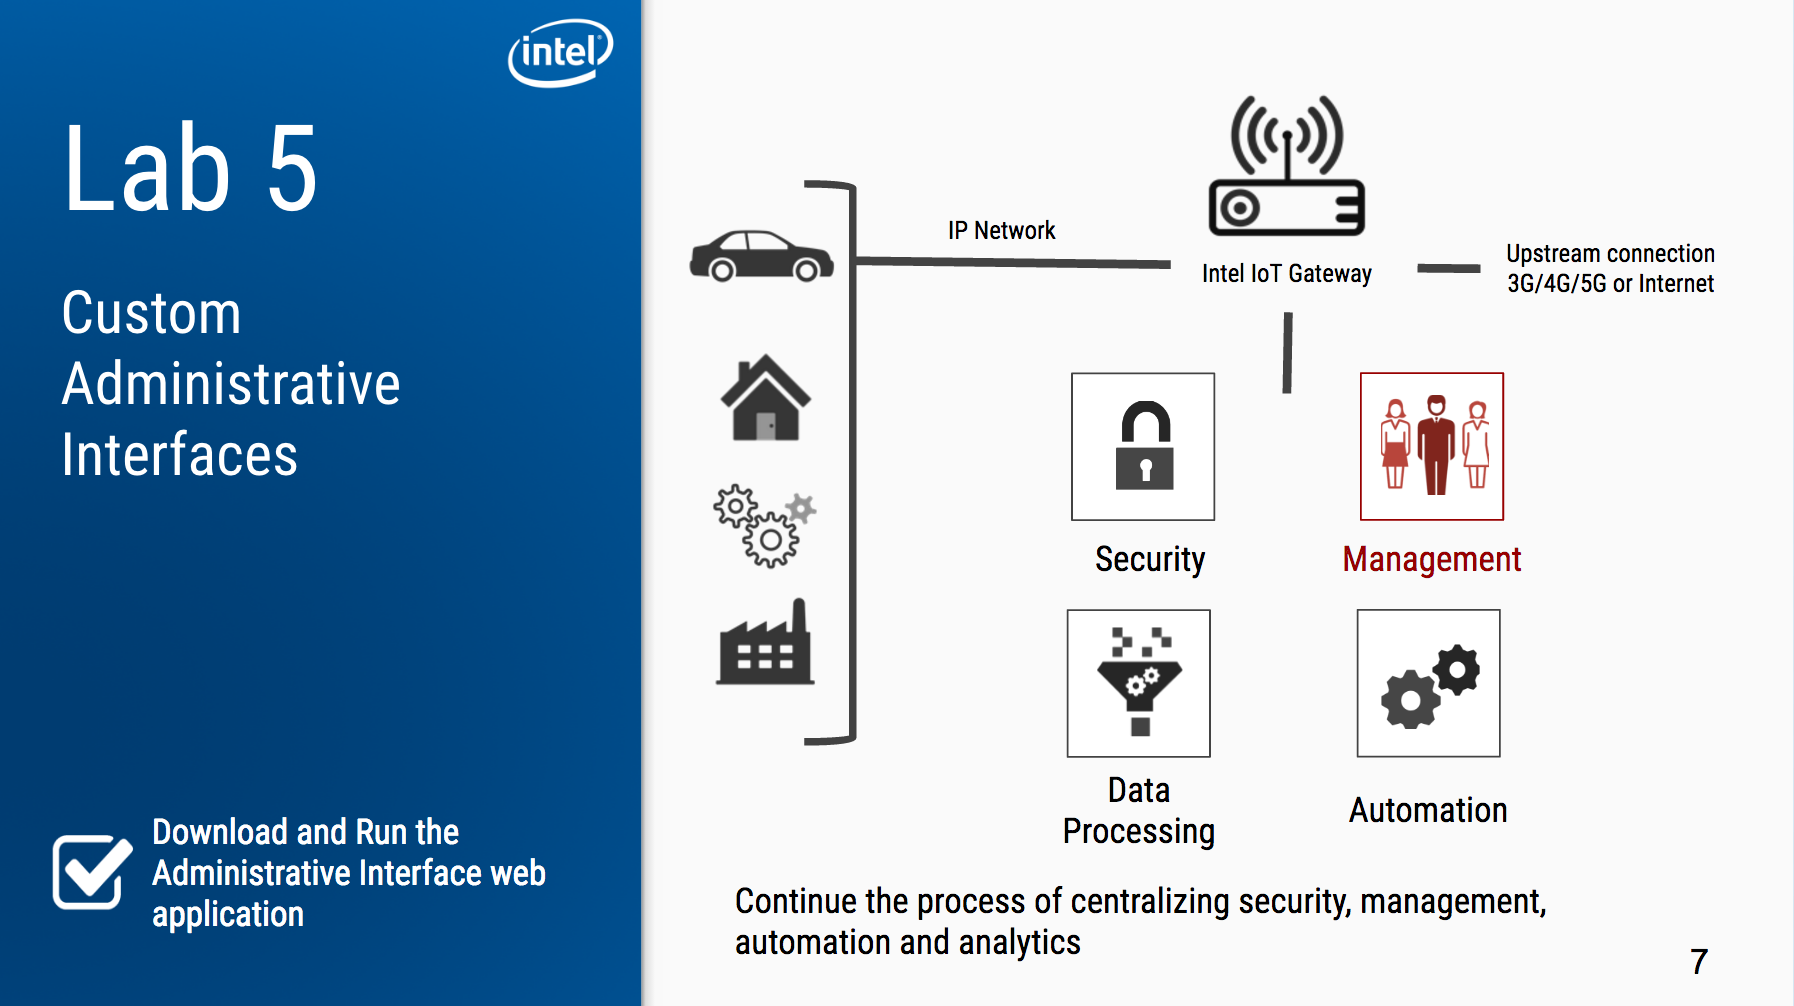 intel
Lab 5
Custom
Administrative
Interfaces
Download and Run the
Administrative Interface web
application
IP Network
Intel IoT Gateway
Upstream connection
3G/4G/5G or Internet
Security
Management
Data
Processing
Automation
Continue the process of centralizing security, management,
automation and analytics
7